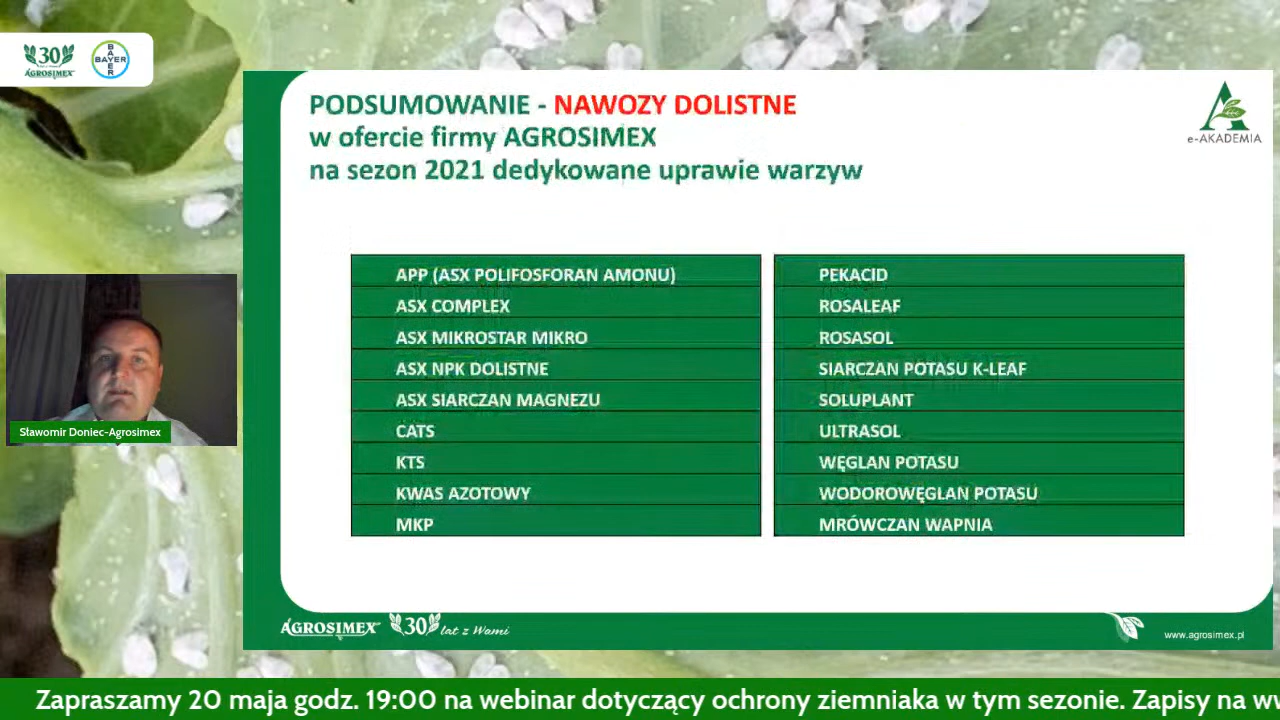 30
AGROSIMEX
BAYER
BAYER
PODSUMOWANIE - NAWOZY DOLISTNE
w ofercie firmy AGROSIMEX
na sezon 2021 dedykowane uprawie warzyw
e-AKADEMIA
APP (ASX POLIFOSFORAN AMONU)
ASX COMPLEX
ASX MIKROSTAR MIKRO
ASX NPK DOLISTNE
ASX SIARCZAN MAGNEZU
CATS
KTS
KWAS AZOTOWY
MKP
PEKACID
ROSALEAF
ROSASOL
SIARCZAN POTASU K-LEAF
SOLUPLANT
ULTRASOL
WĘGLAN POTASU
WODOROWĘGLAN POTASU
MRÓWCZAN WAPNIA
Sławomir Doniec-Agrosimex
AGROSIMEX 30 lat z Wami
www.agrosimex.pl
Zapraszamy 20 maja godz. 19:00 na webinar dotyczący ochrony ziemniaka w tym sezonie. Zapisy na